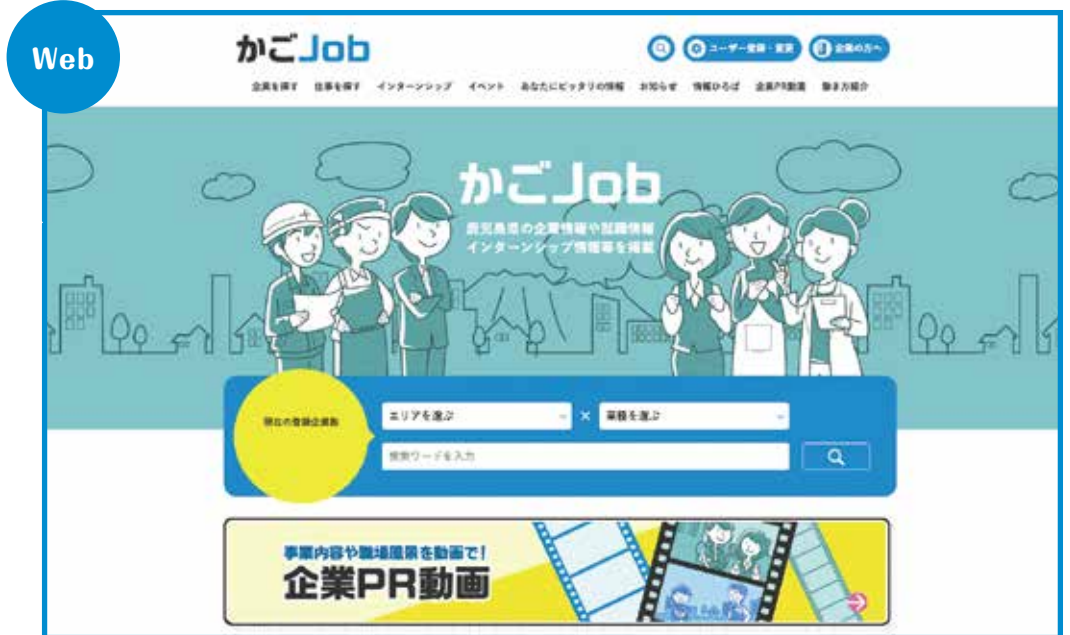 Web
かごJob
ユーザー登録・変更
企業の方へ
企業を探す 仕事を探す インターンシップ イベント あなたにピッタリの情報 お知らせ 情報ひろば 企業PR動画 働き方紹介
かごJob
鹿児島県の企業情報や就職情報
インターンシップ情報等を掲載
現在の登録企業数
エリアを選ぶ × 業種を選ぶ
検索ワードを入力
事業内容や職場風景を動画で!
企業PR動画